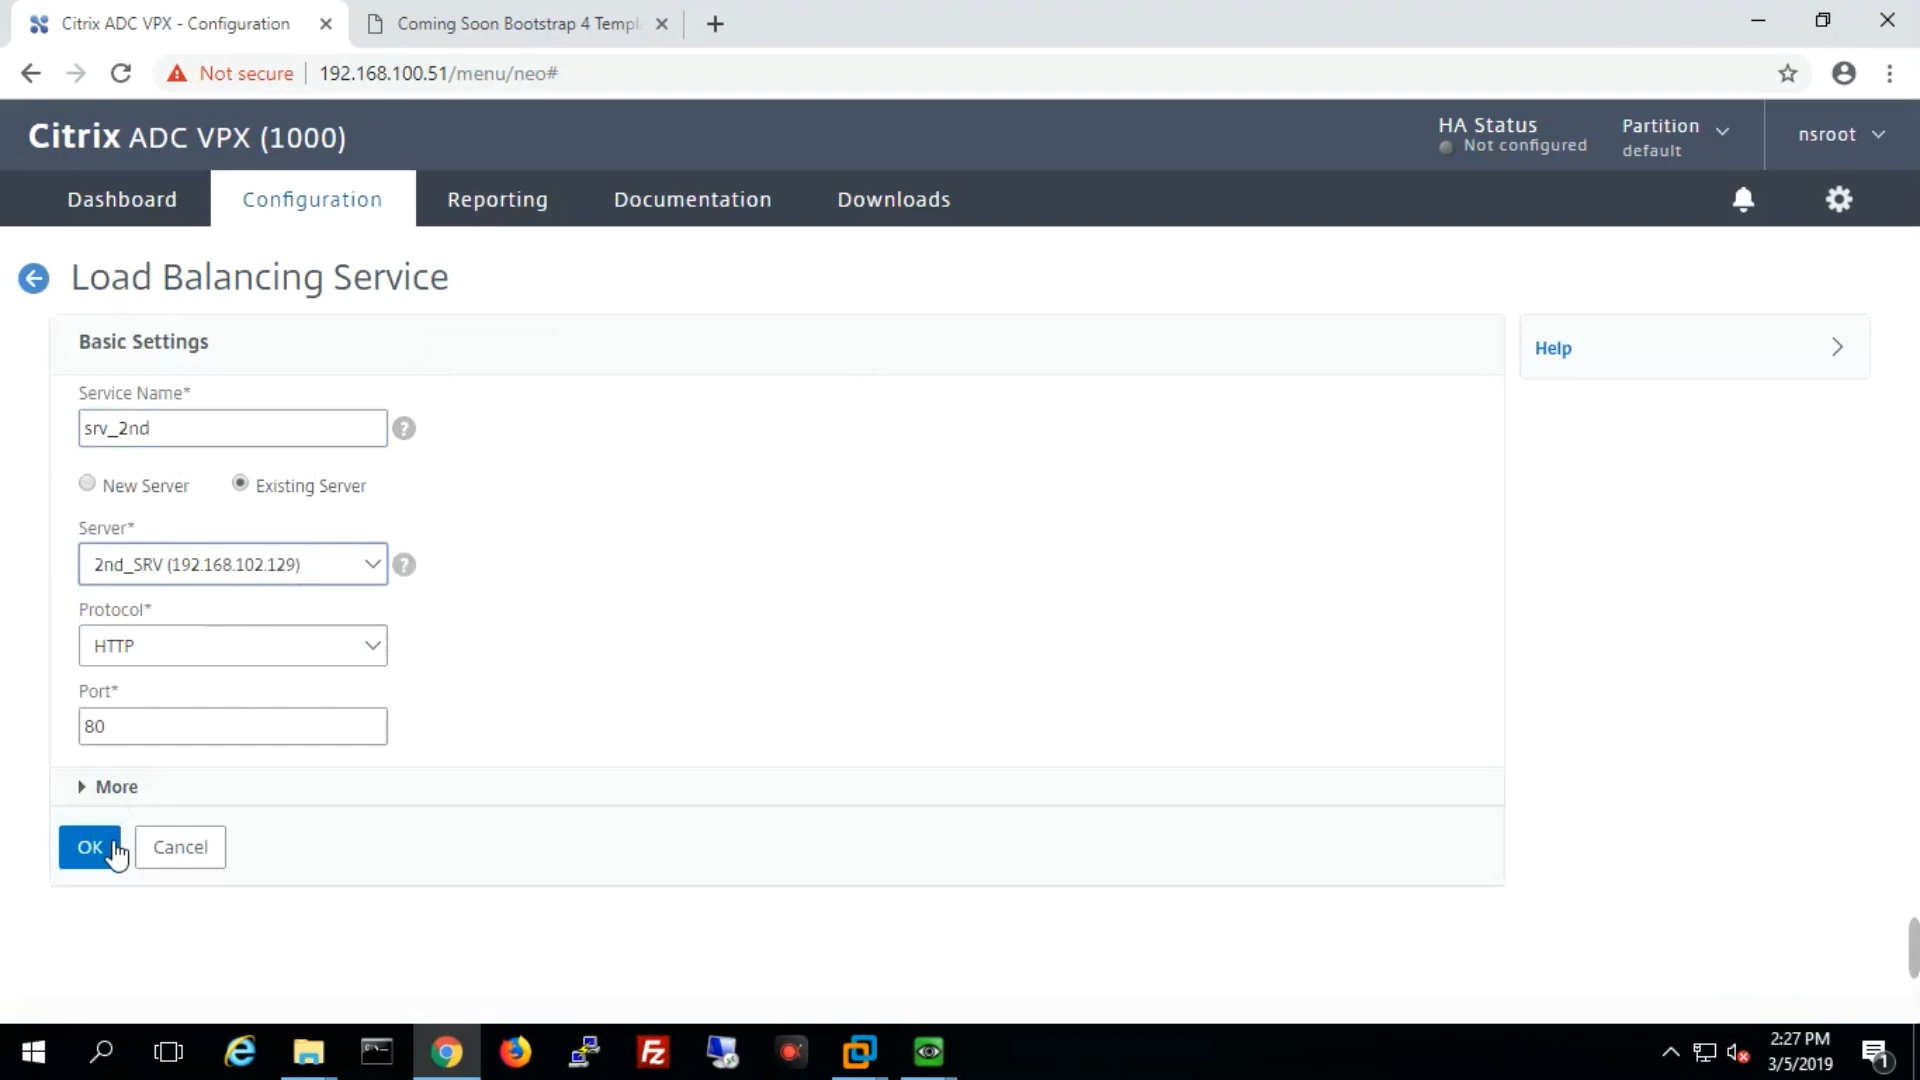 Citrix ADC VPX - Configuration
Coming Soon Bootstrap 4 Templ
Not secure
192.168.100.51/menu/neo#
Citrix ADC VPX (1000)
HA Status
Not configured
Partition
default
nsroot
Dashboard
Configuration
Reporting
Documentation
Downloads
Load Balancing Service
Basic Settings
Help
Service Name*
srv_2nd
?
New Server
Existing Server
Server*
2nd_SRV (192.168.102.129)
?
Protocol*
HTTP
Port*
80
More
OK
Cancel
2:27 PM
3/5/2019
1